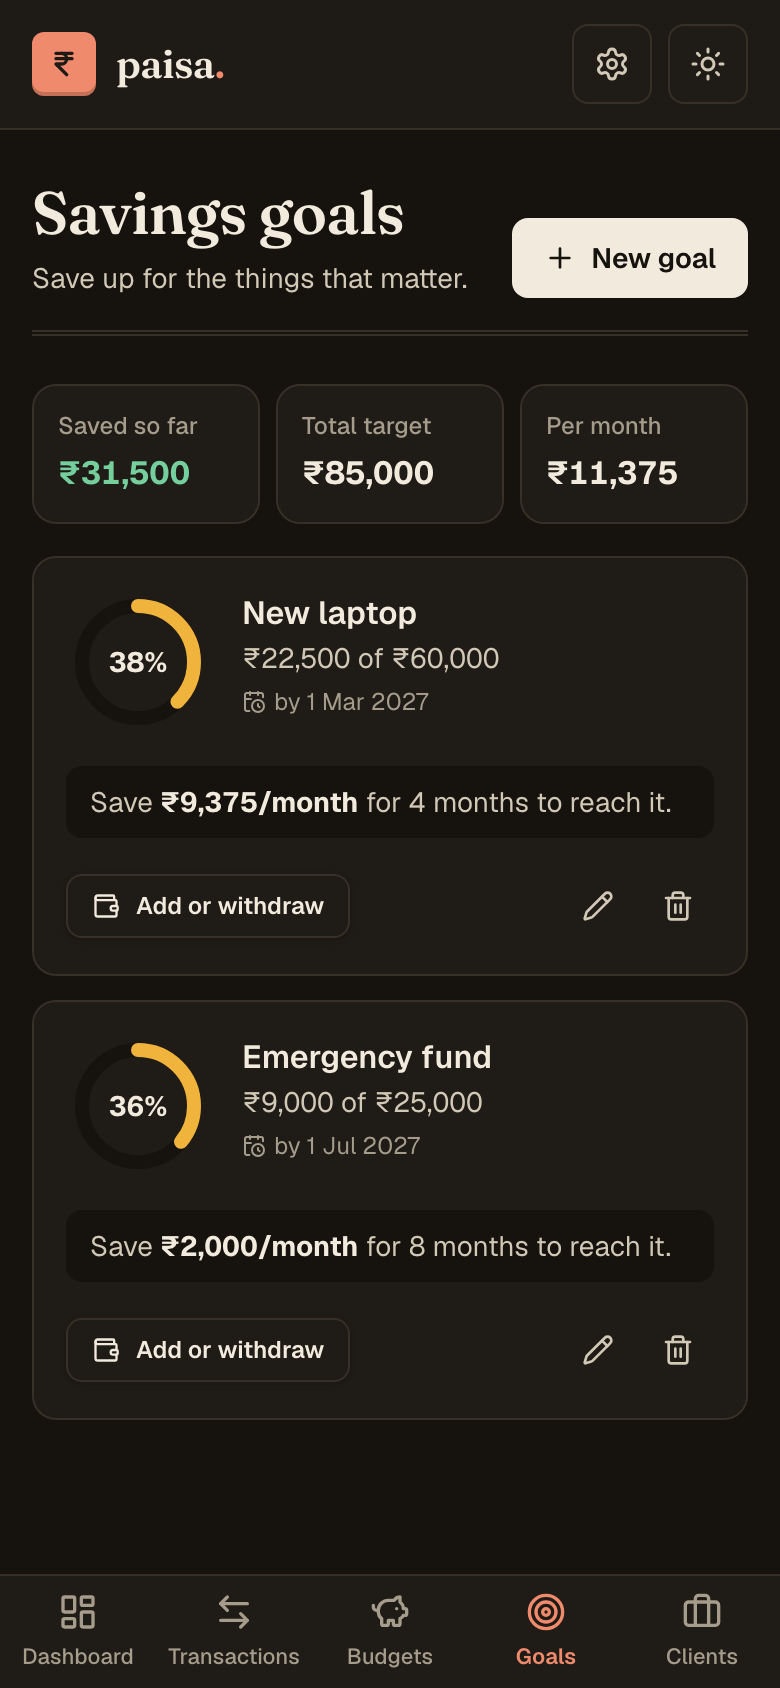 ₹ paisa.
Savings goals
Save up for the things that matter.
+ New goal
Saved so far
₹31,500
Total target
₹85,000
Per month
₹11,375
38%
New laptop
₹22,500 of ₹60,000
by 1 Mar 2027
Save ₹9,375/month for 4 months to reach it.
Add or withdraw
36%
Emergency fund
₹9,000 of ₹25,000
by 1 Jul 2027
Save ₹2,000/month for 8 months to reach it.
Add or withdraw
Dashboard
Transactions
Budgets
Goals
Clients